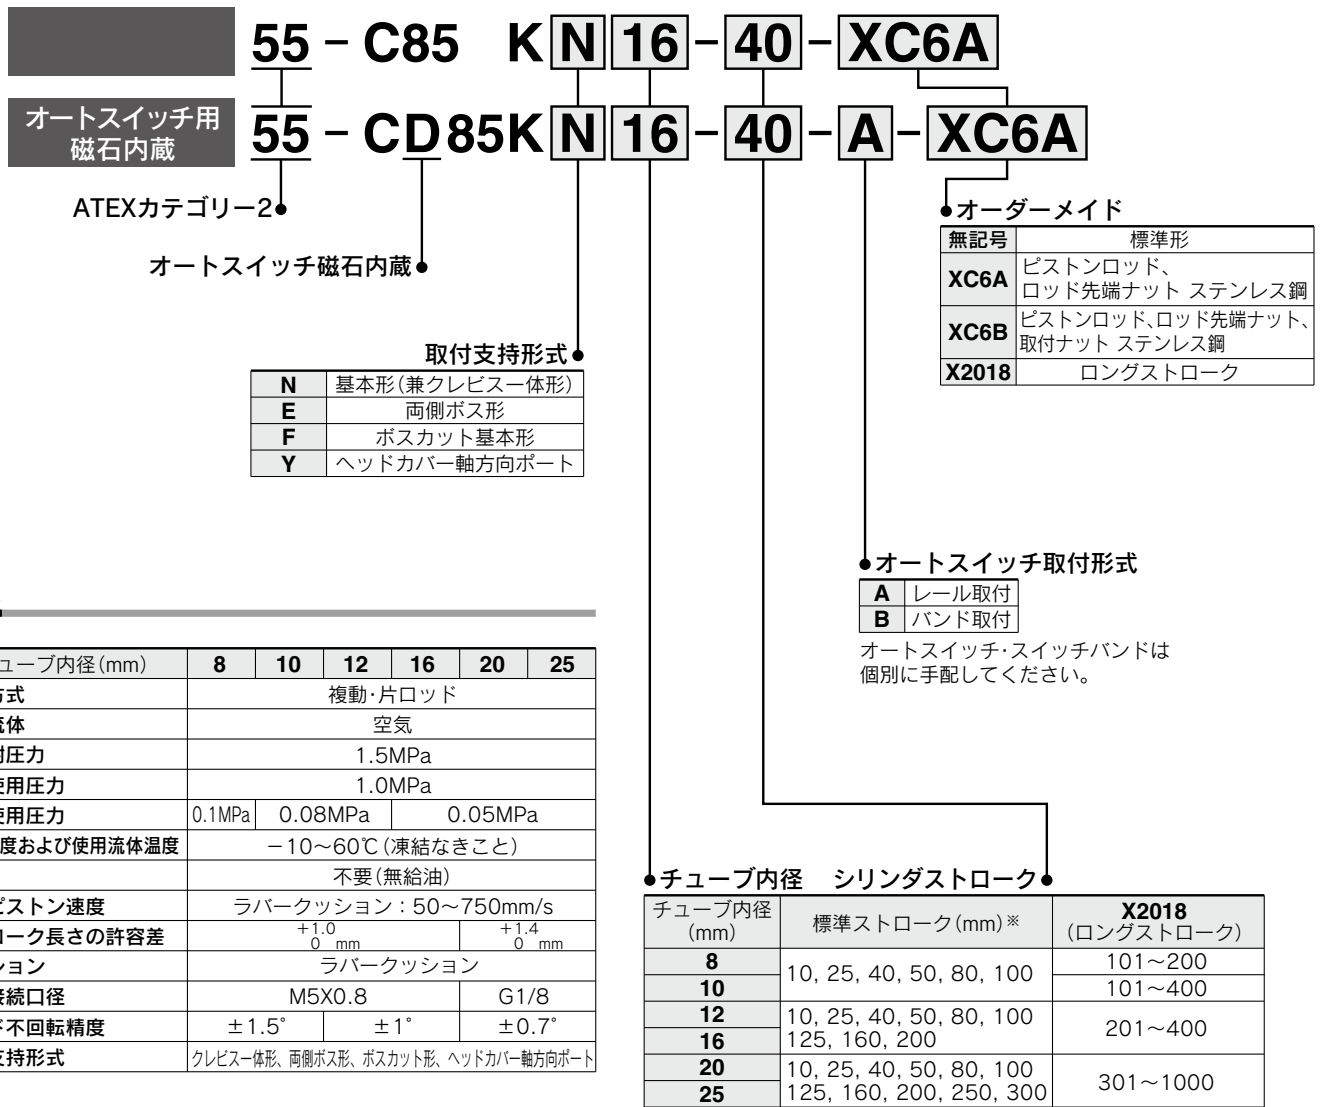 55 - C85 K N 16 - 40 - XC6A
オートスイッチ用
磁石内蔵
55 - CD85K N 16 - 40 - A - XC6A
ATEXカテゴリー2
オートスイッチ磁石内蔵
オーダーメイド
無記号 標準形
XC6A ピストンロッド、
ロッド先端ナット ステンレス鋼
XC6B ピストンロッド、ロッド先端ナット、
取付ナット ステンレス鋼
X2018 ロングストローク
取付支持形式
N 基本形(兼クレビス一体形)
E 両側ボス形
F ボスカット基本形
Y ヘッドカバー軸方向ポート
オートスイッチ取付形式
A レール取付
B バンド取付
オートスイッチ・スイッチバンドは
個別に手配してください。
ューブ内径(mm) 8 10 12 16 20 25
方式 複動・片ロッド
流体 空気
耐圧力 1.5MPa
使用圧力 1.0MPa
使用圧力 0.1MPa 0.08MPa 0.05MPa
度および使用流体温度 -10~60℃(凍結なきこと)
不要(無給油)
ピストン速度 ラバークッション:50~750mm/s
ローク長さの許容差 +1.0 0 mm +1.4 0 mm
ション ラバークッション
接続口径 M5X0.8 G1/8
ド不回転精度 ±1.5° ±1° ±0.7°
支持形式 クレビス一体形、両側ボス形、ボスカット形、ヘッドカバー軸方向ポート
チューブ内径 シリンダストローク
チューブ内径
(mm) 標準ストローク(mm)※ X2018
(ロングストローク)
8 10, 25, 40, 50, 80, 100 101~200
10 101~400
12 10, 25, 40, 50, 80, 100
16 125, 160, 200 201~400
20 10, 25, 40, 50, 80, 100
25 125, 160, 200, 250, 300 301~1000